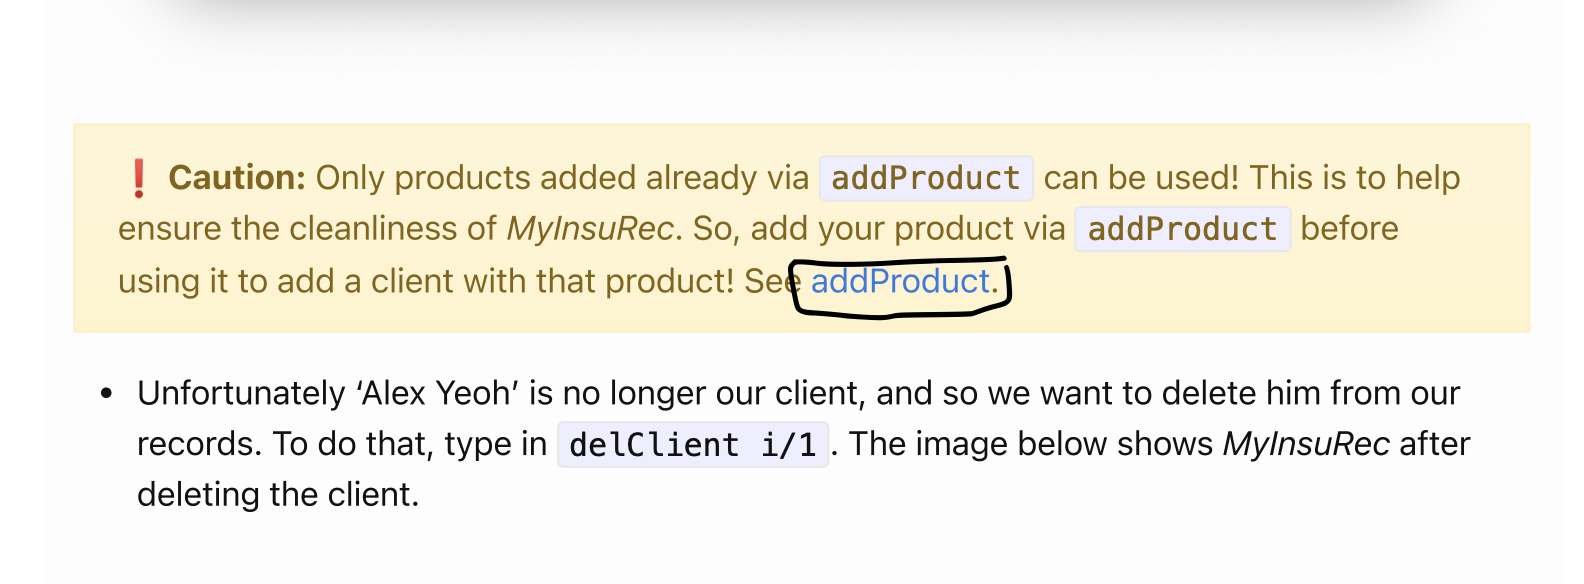 ❗ Caution: Only products added already via addProduct can be used! This is to help
ensure the cleanliness of MyInsuRec. So, add your product via addProduct before
using it to add a client with that product! See addProduct.
• Unfortunately ‘Alex Yeoh’ is no longer our client, and so we want to delete him from our
records. To do that, type in delClient i/1. The image below shows MyInsuRec after
deleting the client.